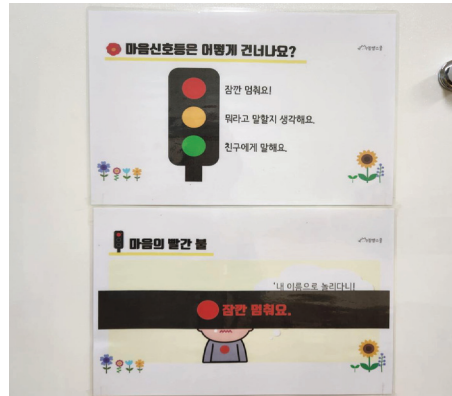 마음신호등은 어떻게 건너나요?
잠깐 멈춰요!
뭐라고 말할지 생각해요.
친구에게 말해요.
마음의 빨간 불
'내 이름으로 놀리다니!
잠깐 멈춰요.